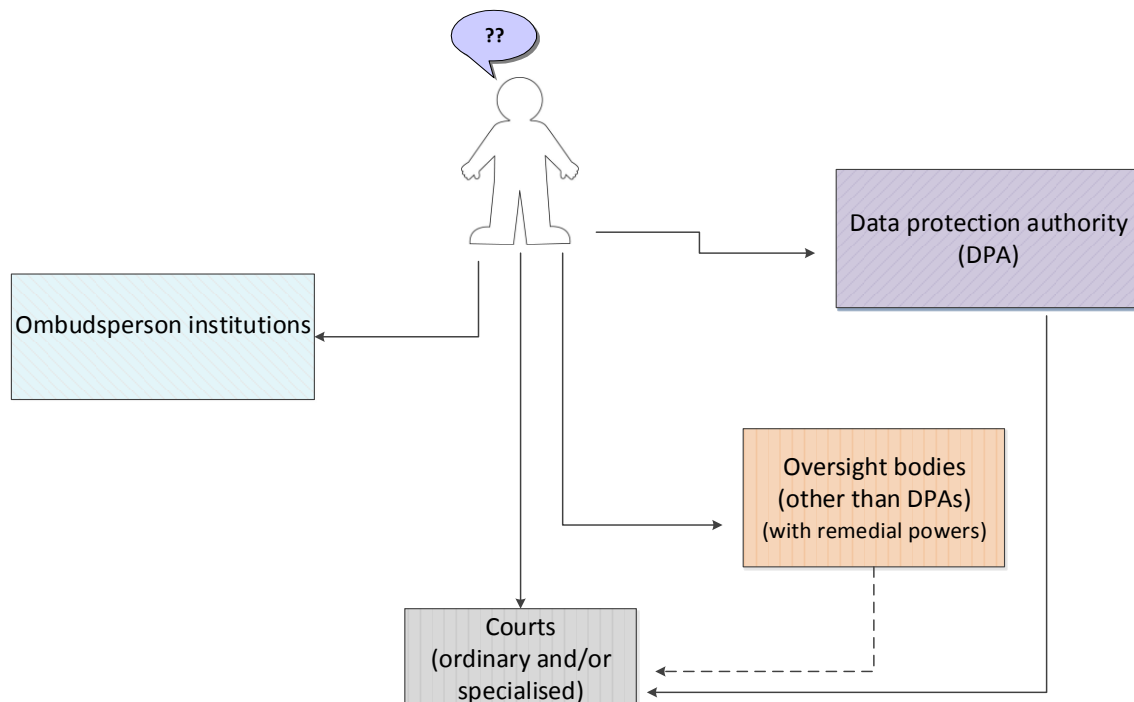 ??
Data protection authority
(DPA)
Ombudsperson institutions
Oversight bodies
(other than DPAs)
(with remedial powers)
Courts
(ordinary and/or
specialised)